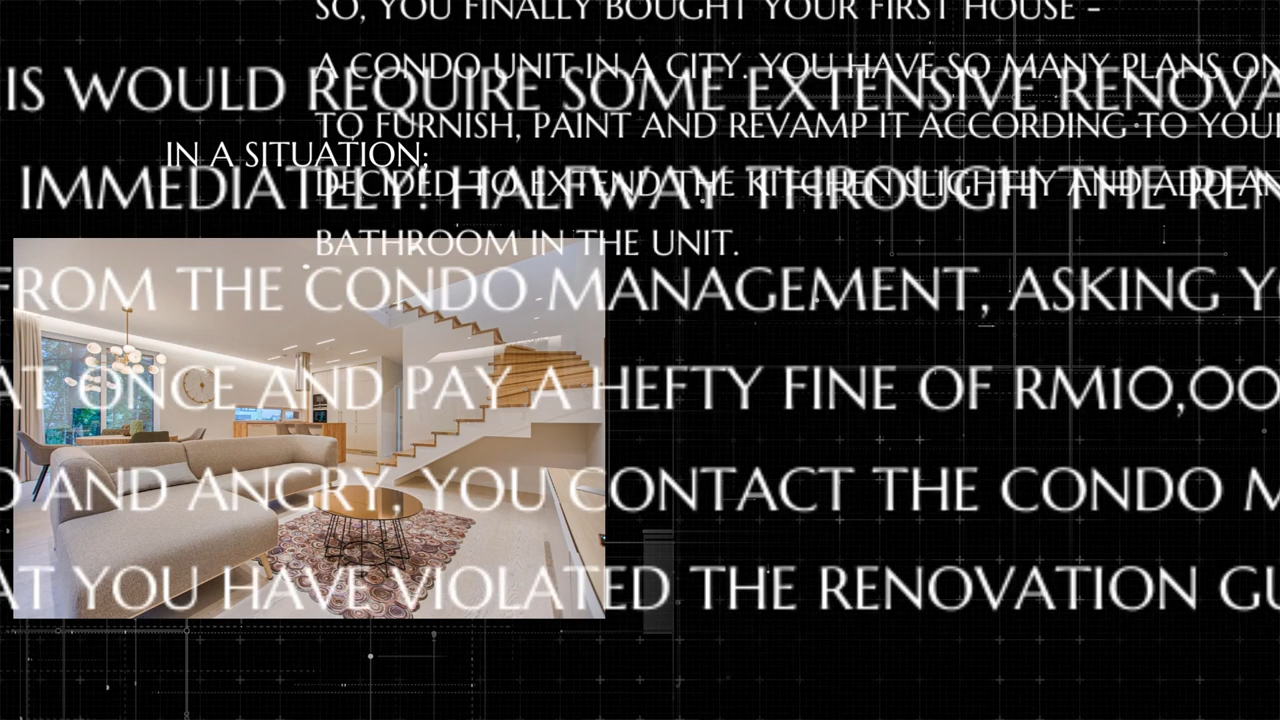 SO, YOU FINALLY BOUGHT YOUR FIRST HOUSE –
A CONDO UNIT IN A CITY. YOU HAVE SO MANY PLANS ON
IS WOULD REQUIRE SOME EXTENSIVE RENOVA
TO FURNISH, PAINT AND REVAMP IT ACCORDING TO YOU
IN A SITUATION:
DECIDED TO EXTEND THE KITCHEN SLIGHTLY AND ADD AN
IMMEDIATELY! HALFWAY THROUGH THE REN
BATHROOM IN THE UNIT.
FROM THE CONDO MANAGEMENT, ASKING Y
AT ONCE AND PAY A HEFTY FINE OF RM10,00
D AND ANGRY, YOU CONTACT THE CONDO M
AT YOU HAVE VIOLATED THE RENOVATION GU